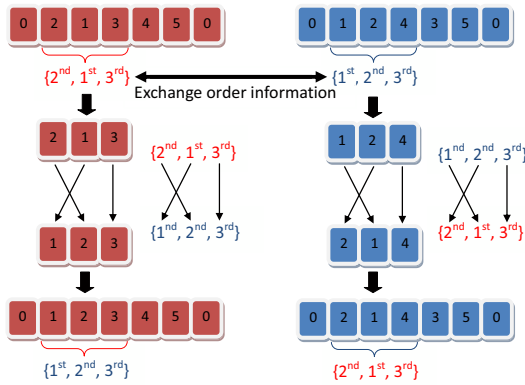 0 2 1 3 4 5 0
0 1 2 4 3 5 0
{2nd, 1st, 3rd}
{1st, 2nd, 3rd}
Exchange order information
2 1 3
1 2 4
{2nd, 1st, 3rd}
{1st, 2nd, 3rd}
1 2 3
{1st, 2nd, 3rd}
2 1 4
{2nd, 1st, 3rd}
0 1 2 3 4 5 0
0 2 1 4 3 5 0
{1st, 2nd, 3rd}
{2nd, 1st, 3rd}